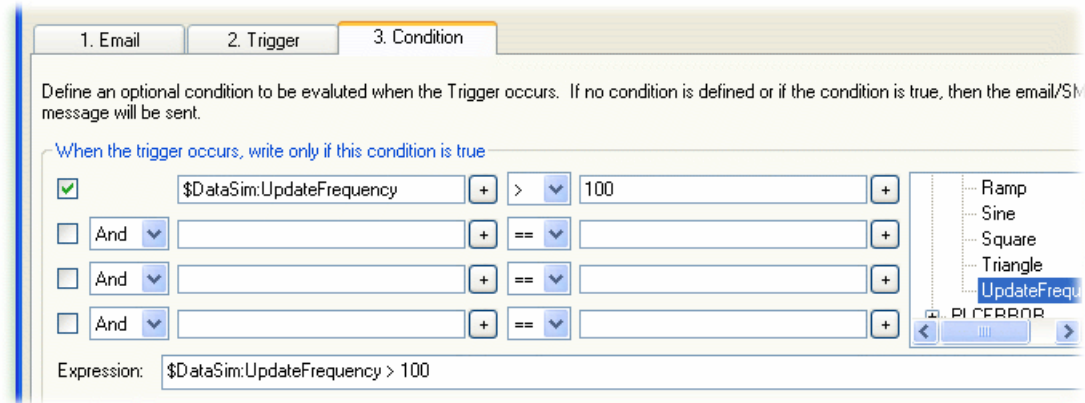 1. Email 2. Trigger 3. Condition
Define an optional condition to be evaluted when the Trigger occurs. If no condition is defined or if the condition is true, then the email/SM
message will be sent.
When the trigger occurs, write only if this condition is true
$DataSim:UpdateFrequency + > 100 +
And + == +
And + == +
And + == +
Ramp
Sine
Square
Triangle
UpdateFrequ
PLCERROR
Expression: $DataSim:UpdateFrequency > 100